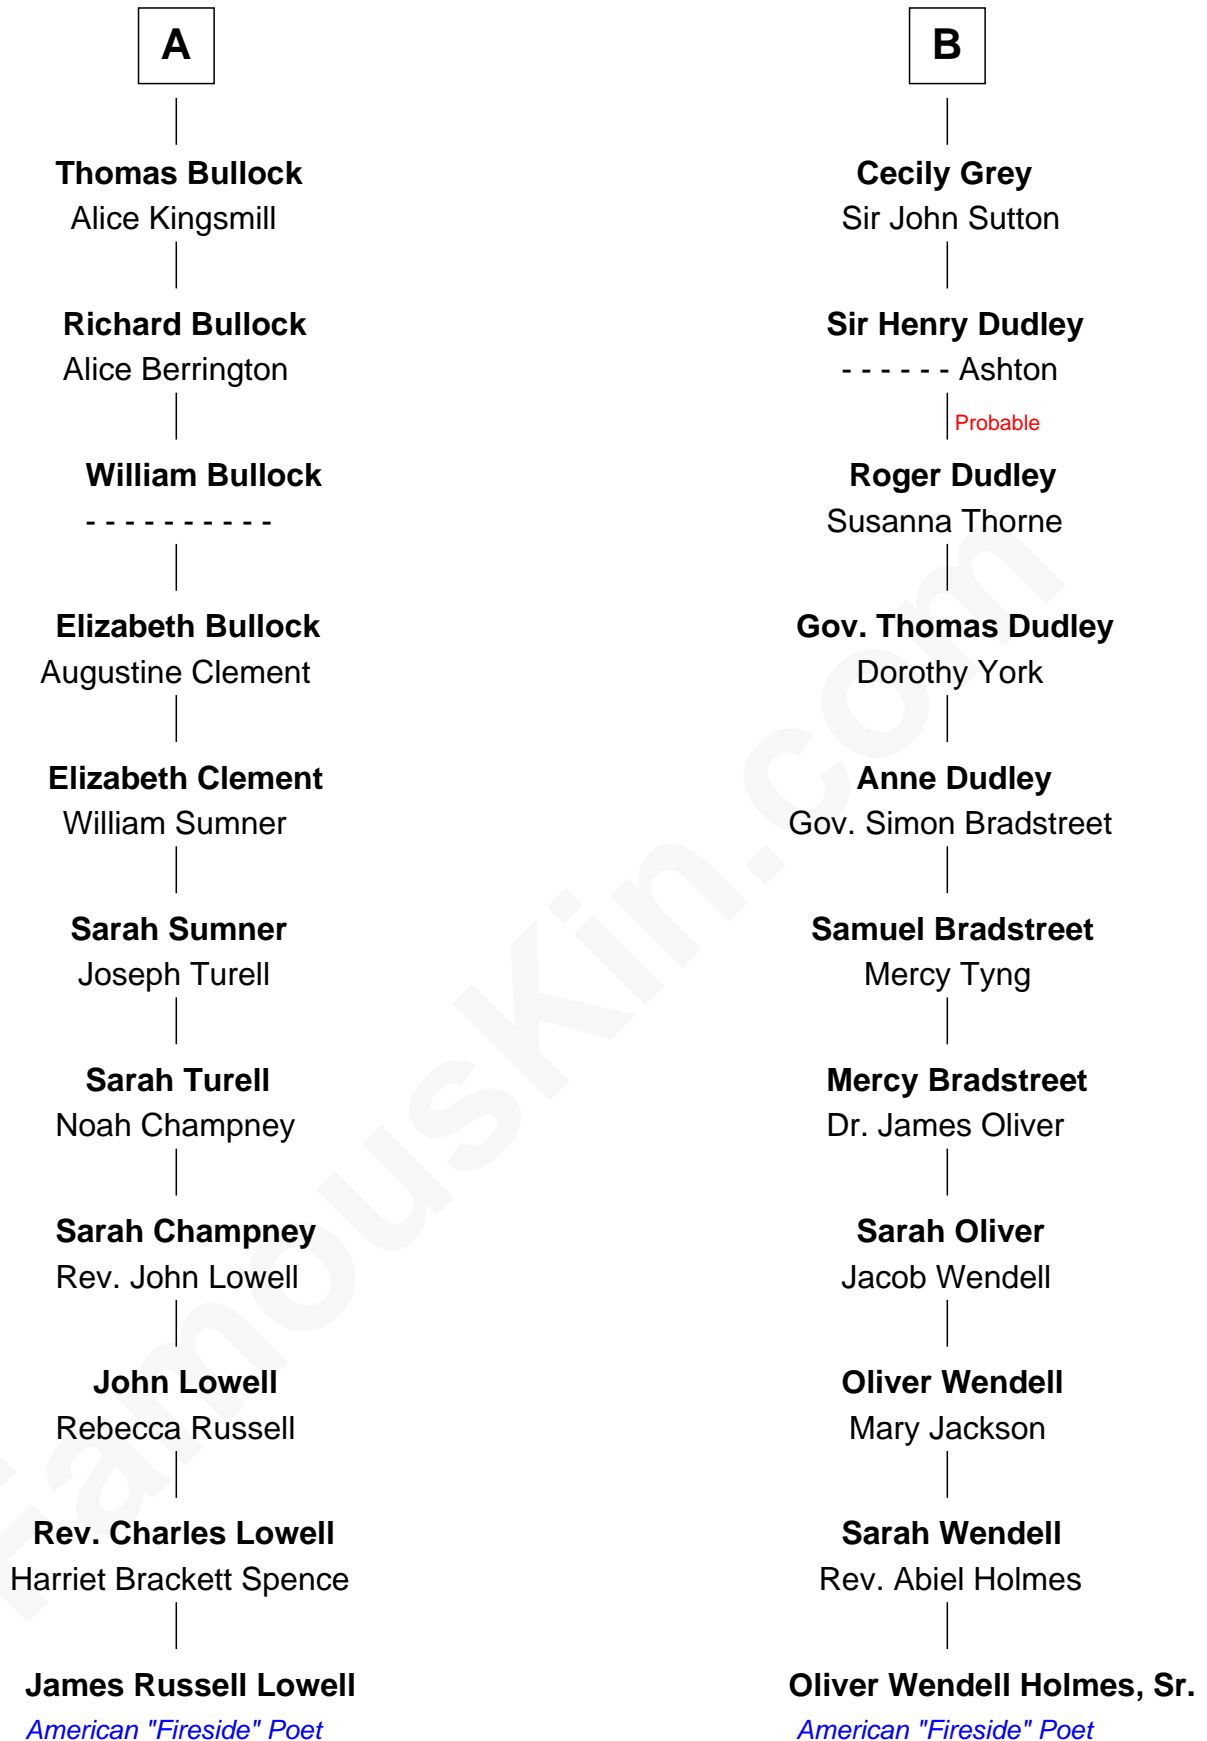 A
Thomas Bullock
Alice Kingsmill
Richard Bullock
Alice Berrington
William Bullock
- - - - - - - - - -
Elizabeth Bullock
Augustine Clement
Elizabeth Clement
William Sumner
Sarah Sumner
Joseph Turell
Sarah Turell
Noah Champney
Sarah Champney
Rev. John Lowell
John Lowell
Rebecca Russell
Rev. Charles Lowell
Harriet Brackett Spence
James Russell Lowell
American "Fireside" Poet
B
Cecily Grey
Sir John Sutton
Sir Henry Dudley
- - - - - - Ashton
Probable
Roger Dudley
Susanna Thorne
Gov. Thomas Dudley
Dorothy York
Anne Dudley
Gov. Simon Bradstreet
Samuel Bradstreet
Mercy Tyng
Mercy Bradstreet
Dr. James Oliver
Sarah Oliver
Jacob Wendell
Oliver Wendell
Mary Jackson
Sarah Wendell
Rev. Abiel Holmes
Oliver Wendell Holmes, Sr.
American "Fireside" Poet
FamousKin.com